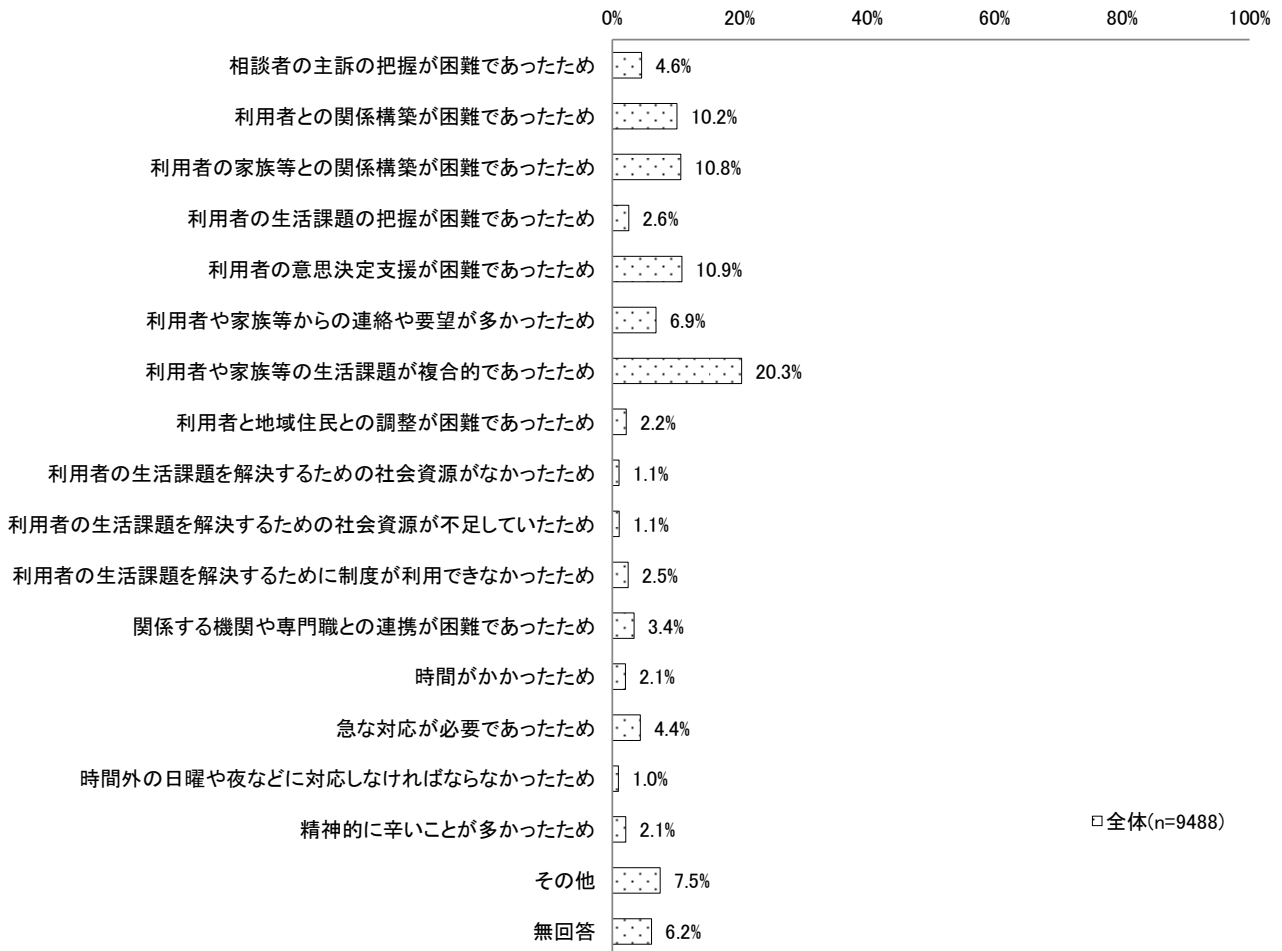 0% 20% 40% 60% 80% 100%
相談者の主訴の把握が困難であったため 4.6%
利用者との関係構築が困難であったため 10.2%
利用者の家族等との関係構築が困難であったため 10.8%
利用者の生活課題の把握が困難であったため 2.6%
利用者の意思決定支援が困難であったため 10.9%
利用者や家族等からの連絡や要望が多かったため 6.9%
利用者や家族等の生活課題が複合的であったため 20.3%
利用者と地域住民との調整が困難であったため 2.2%
利用者の生活課題を解決するための社会資源がなかったため 1.1%
利用者の生活課題を解決するための社会資源が不足していたため 1.1%
利用者の生活課題を解決するために制度が利用できなかったため 2.5%
関係する機関や専門職との連携が困難であったため 3.4%
時間がかかったため 2.1%
急な対応が必要であったため 4.4%
時間外の日曜や夜などに対応しなければならなかったため 1.0%
精神的に辛いことが多かったため 2.1%
全体(n=9488)
その他 7.5%
無回答 6.2%